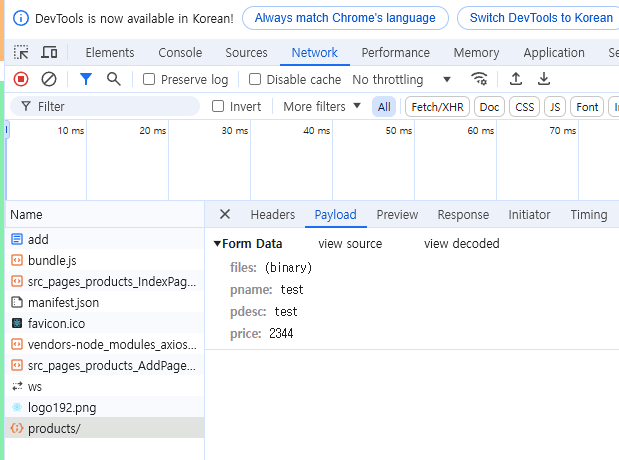 DevTools is now available in Korean! Always match Chrome's language Switch DevTools to Korean
Elements Console Sources Network Performance Memory Application Se
Preserve log Disable cache No throttling
Filter Invert More filters All Fetch/XHR Doc CSS JS Font
10 ms 20 ms 30 ms 40 ms 50 ms 60 ms 70 ms
Name Headers Payload Preview Response Initiator Timing
add
bundle.js
src_pages_products_IndexPag...
manifest.json
favicon.ico
vendors-node_modules_axios...
src_pages_products_AddPage...
ws
logo192.png
products/
Form Data view source view decoded
files: (binary)
pname: test
pdesc: test
price: 2344